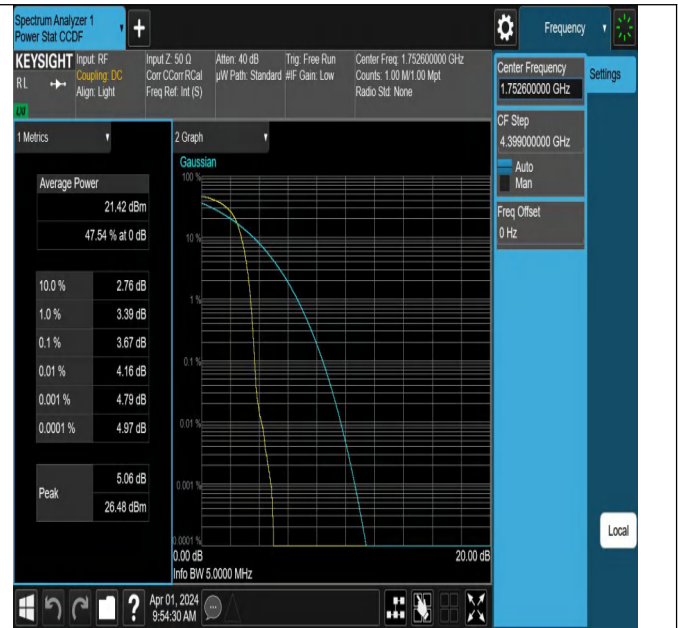 Spectrum Analyzer 1
Power Stat CCDF
+
Frequency
KEYSIGHT
RL
LXI
Input: RF
Coupling: DC
Align: Light
Input Z: 50 Ω
Corr CCorr RCal
Freq Ref: Int (S)
Atten: 40 dB
µW Path: Standard
Trig: Free Run
#IF Gain: Low
Center Freq: 1.752600000 GHz
Counts: 1.00 M/1.00 Mpt
Radio Std: None
Center Frequency
1.752600000 GHz
Settings
CF Step
4.399000000 GHz
Auto
Man
Freq Offset
0 Hz
1 Metrics
Average Power
21.42 dBm
47.54 % at 0 dB
10.0 % 2.76 dB
1.0 % 3.39 dB
0.1 % 3.67 dB
0.01 % 4.16 dB
0.001 % 4.79 dB
0.0001 % 4.97 dB
Peak
5.06 dB
26.48 dBm
2 Graph
Gaussian
100 %
10 %
1 %
0.1 %
0.01 %
0.001 %
0.0001 %
0.00 dB 20.00 dB
Info BW 5.0000 MHz
Local
?
Apr 01, 2024
9:54:30 AM